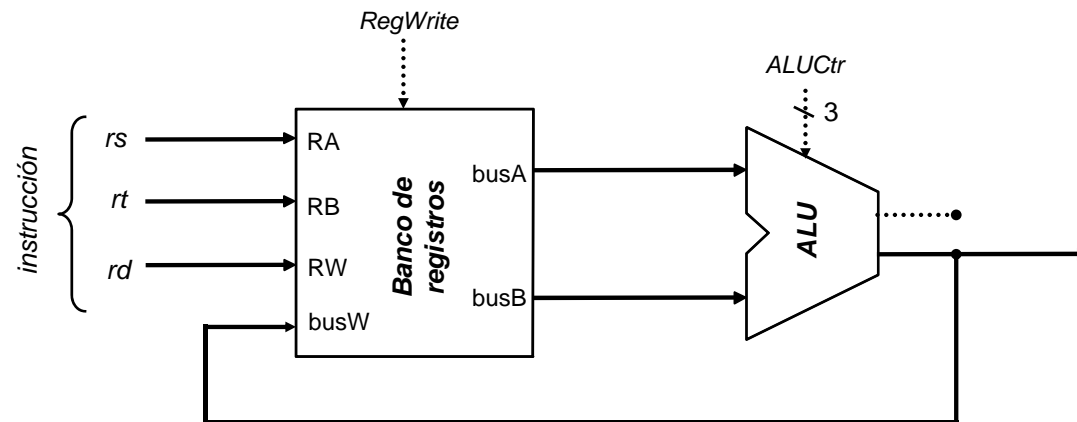 RegWrite
ALUCtr
3
instrucción
rs
rt
rd
RA
RB
RW
busW
Banco de
registros
busA
busB
ALU